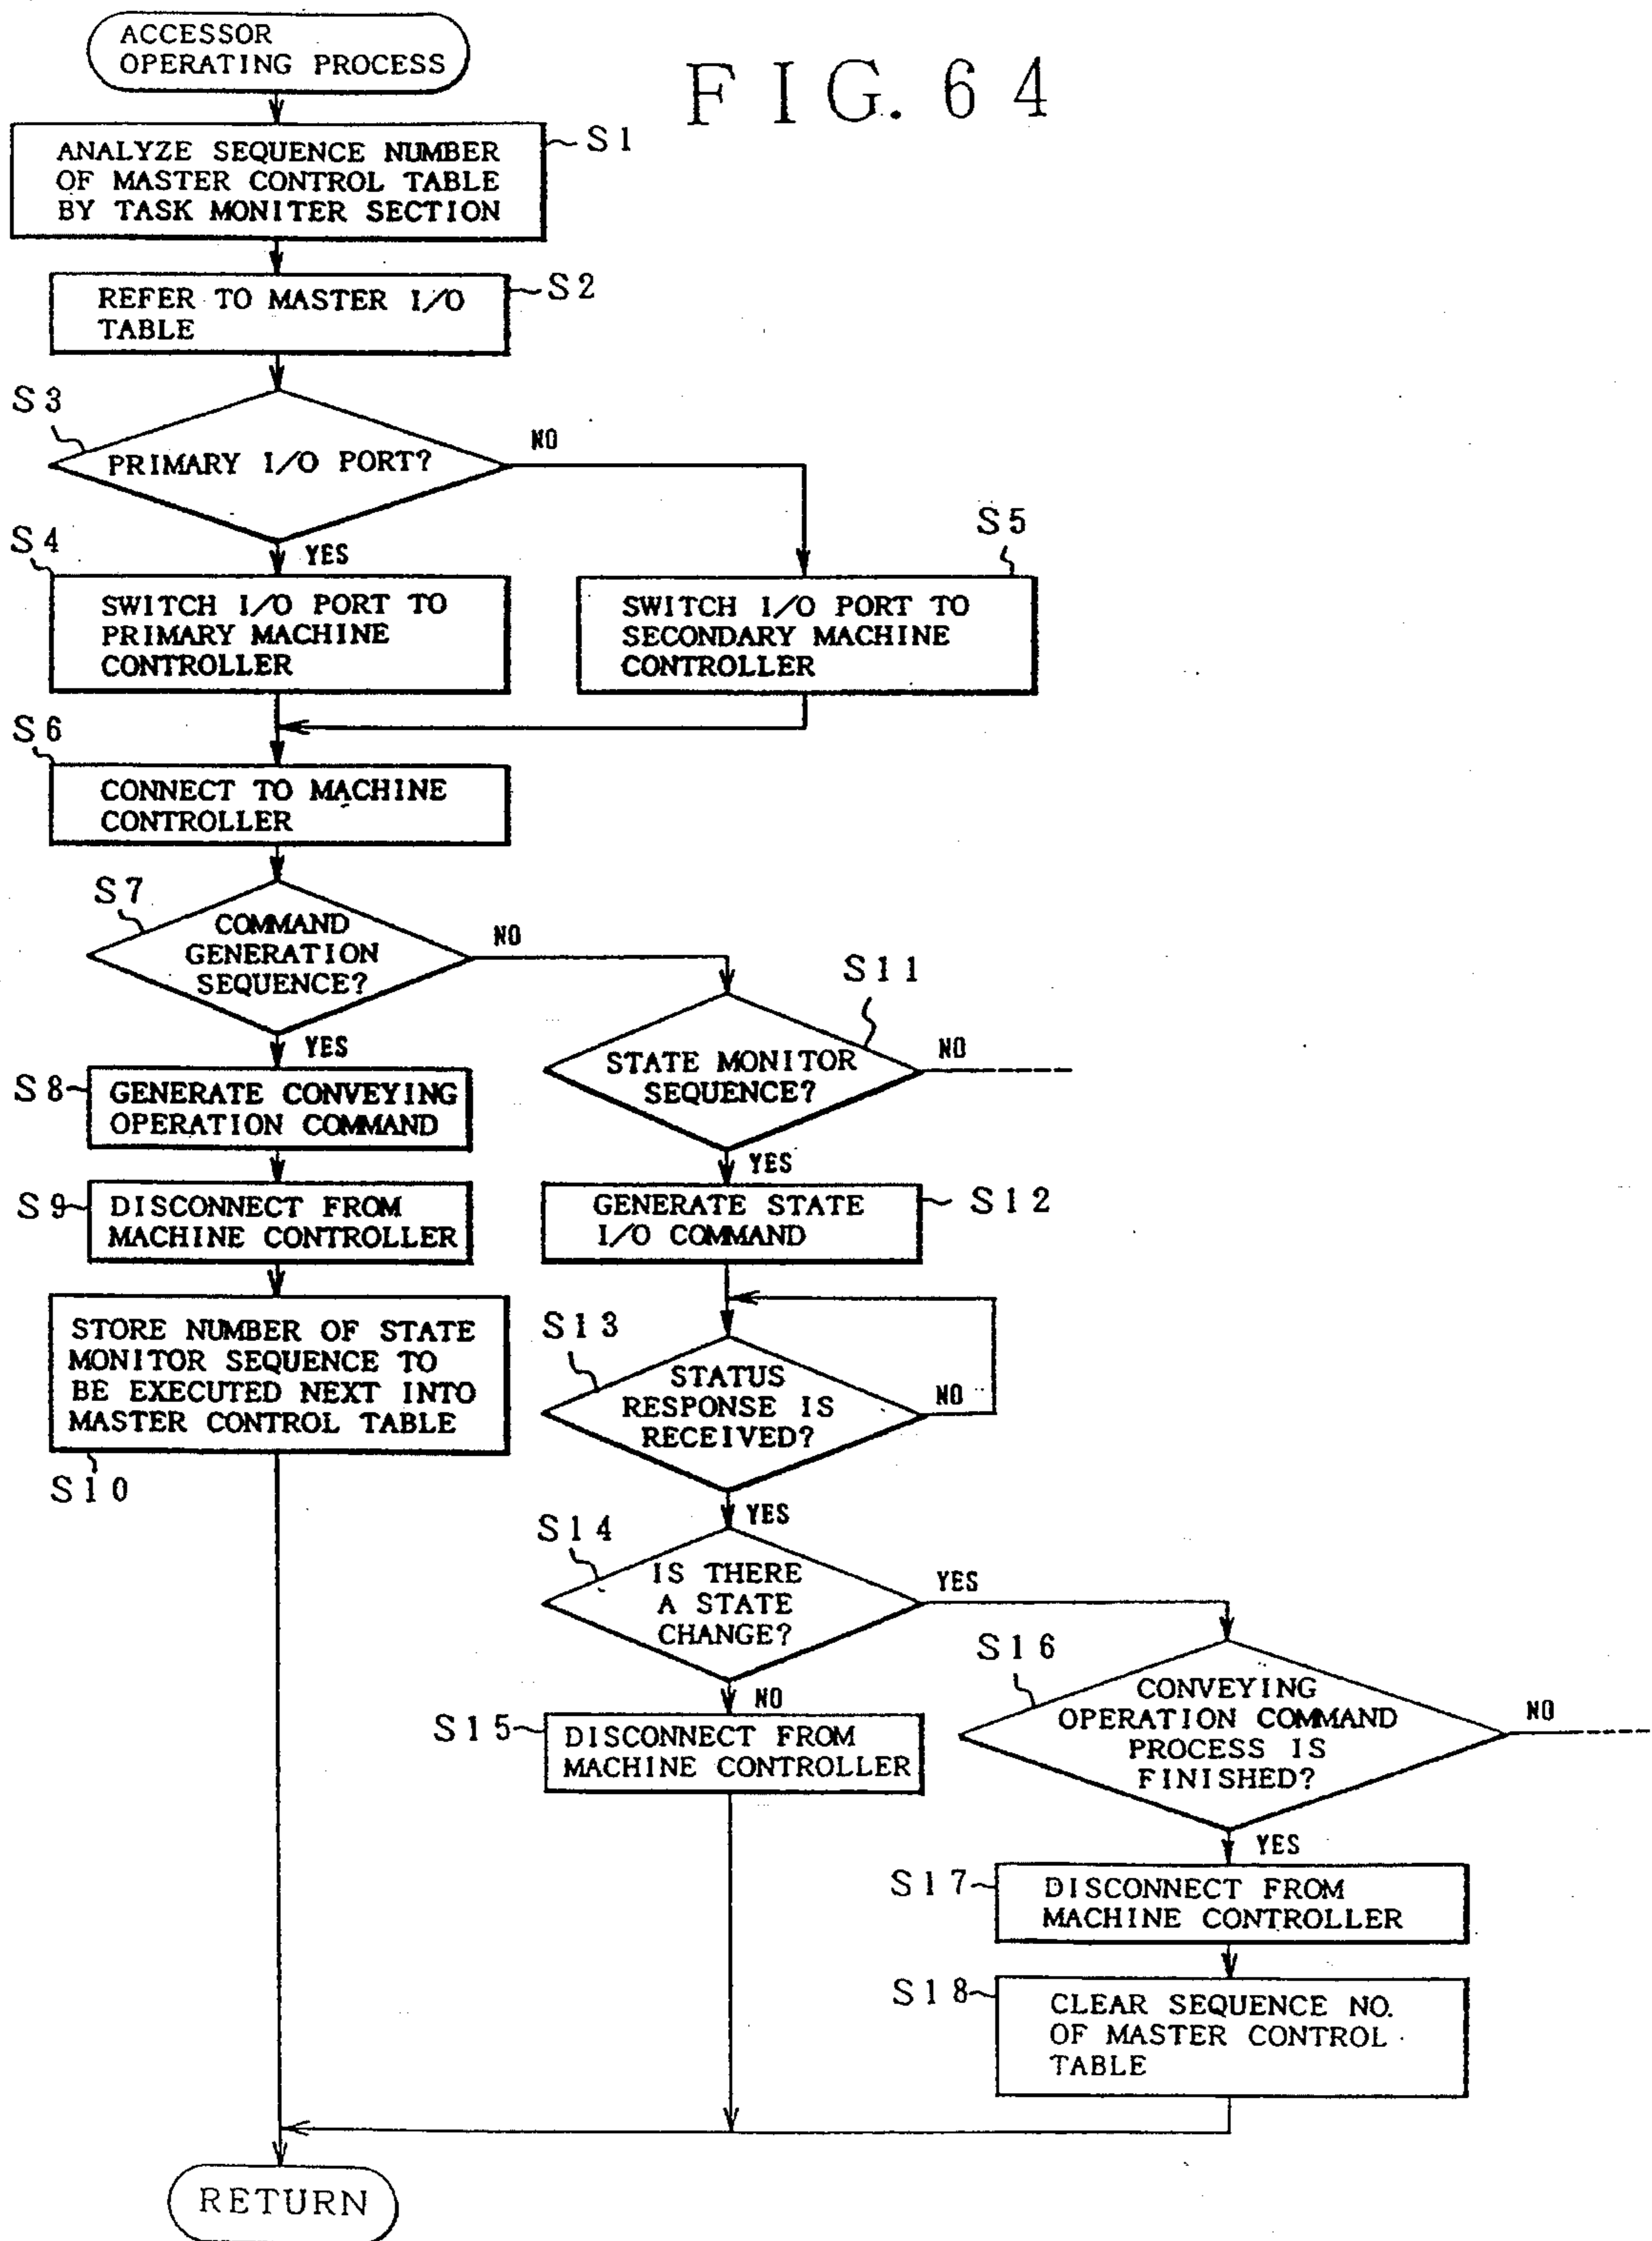 ACCESSOR
OPERATING PROCESS
FIG. 64
ANALYZE SEQUENCE NUMBER
OF MASTER CONTROL TABLE
BY TASK MONITER SECTION
S1
REFER TO MASTER I/O
TABLE
S2
S3
PRIMARY I/O PORT?
NO
YES
S4
SWITCH I/O PORT TO
PRIMARY MACHINE
CONTROLLER
S5
SWITCH I/O PORT TO
SECONDARY MACHINE
CONTROLLER
S6
CONNECT TO MACHINE
CONTROLLER
S7
COMMAND
GENERATION
SEQUENCE?
NO
YES
S8
GENERATE CONVEYING
OPERATION COMMAND
S9
DISCONNECT FROM
MACHINE CONTROLLER
STORE NUMBER OF STATE
MONITOR SEQUENCE TO
BE EXECUTED NEXT INTO
MASTER CONTROL TABLE
S10
S11
STATE MONITOR
SEQUENCE?
NO
YES
GENERATE STATE
I/O COMMAND
S12
S13
STATUS
RESPONSE IS
RECEIVED?
NO
YES
S14
IS THERE
A STATE
CHANGE?
YES
NO
S15
DISCONNECT FROM
MACHINE CONTROLLER
S16
CONVEYING
OPERATION COMMAND
PROCESS IS
FINISHED?
NO
YES
S17
DISCONNECT FROM
MACHINE CONTROLLER
S18
CLEAR SEQUENCE NO.
OF MASTER CONTROL
TABLE
RETURN